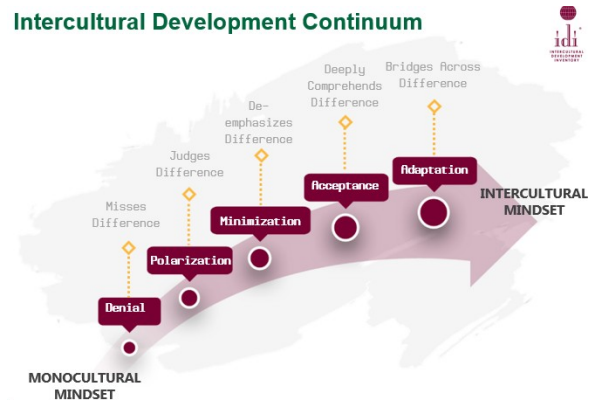 Intercultural Development Continuum
idi
INTERCULTURAL
DEVELOPMENT
INVENTORY
Misses
Difference
Denial
Judges
Difference
Polarization
De-
emphasizes
Difference
Minimization
Deeply
Comprehends
Difference
Acceptance
Bridges Across
Difference
Adaptation
MONOCULTURAL
MINDSET
INTERCULTURAL
MINDSET